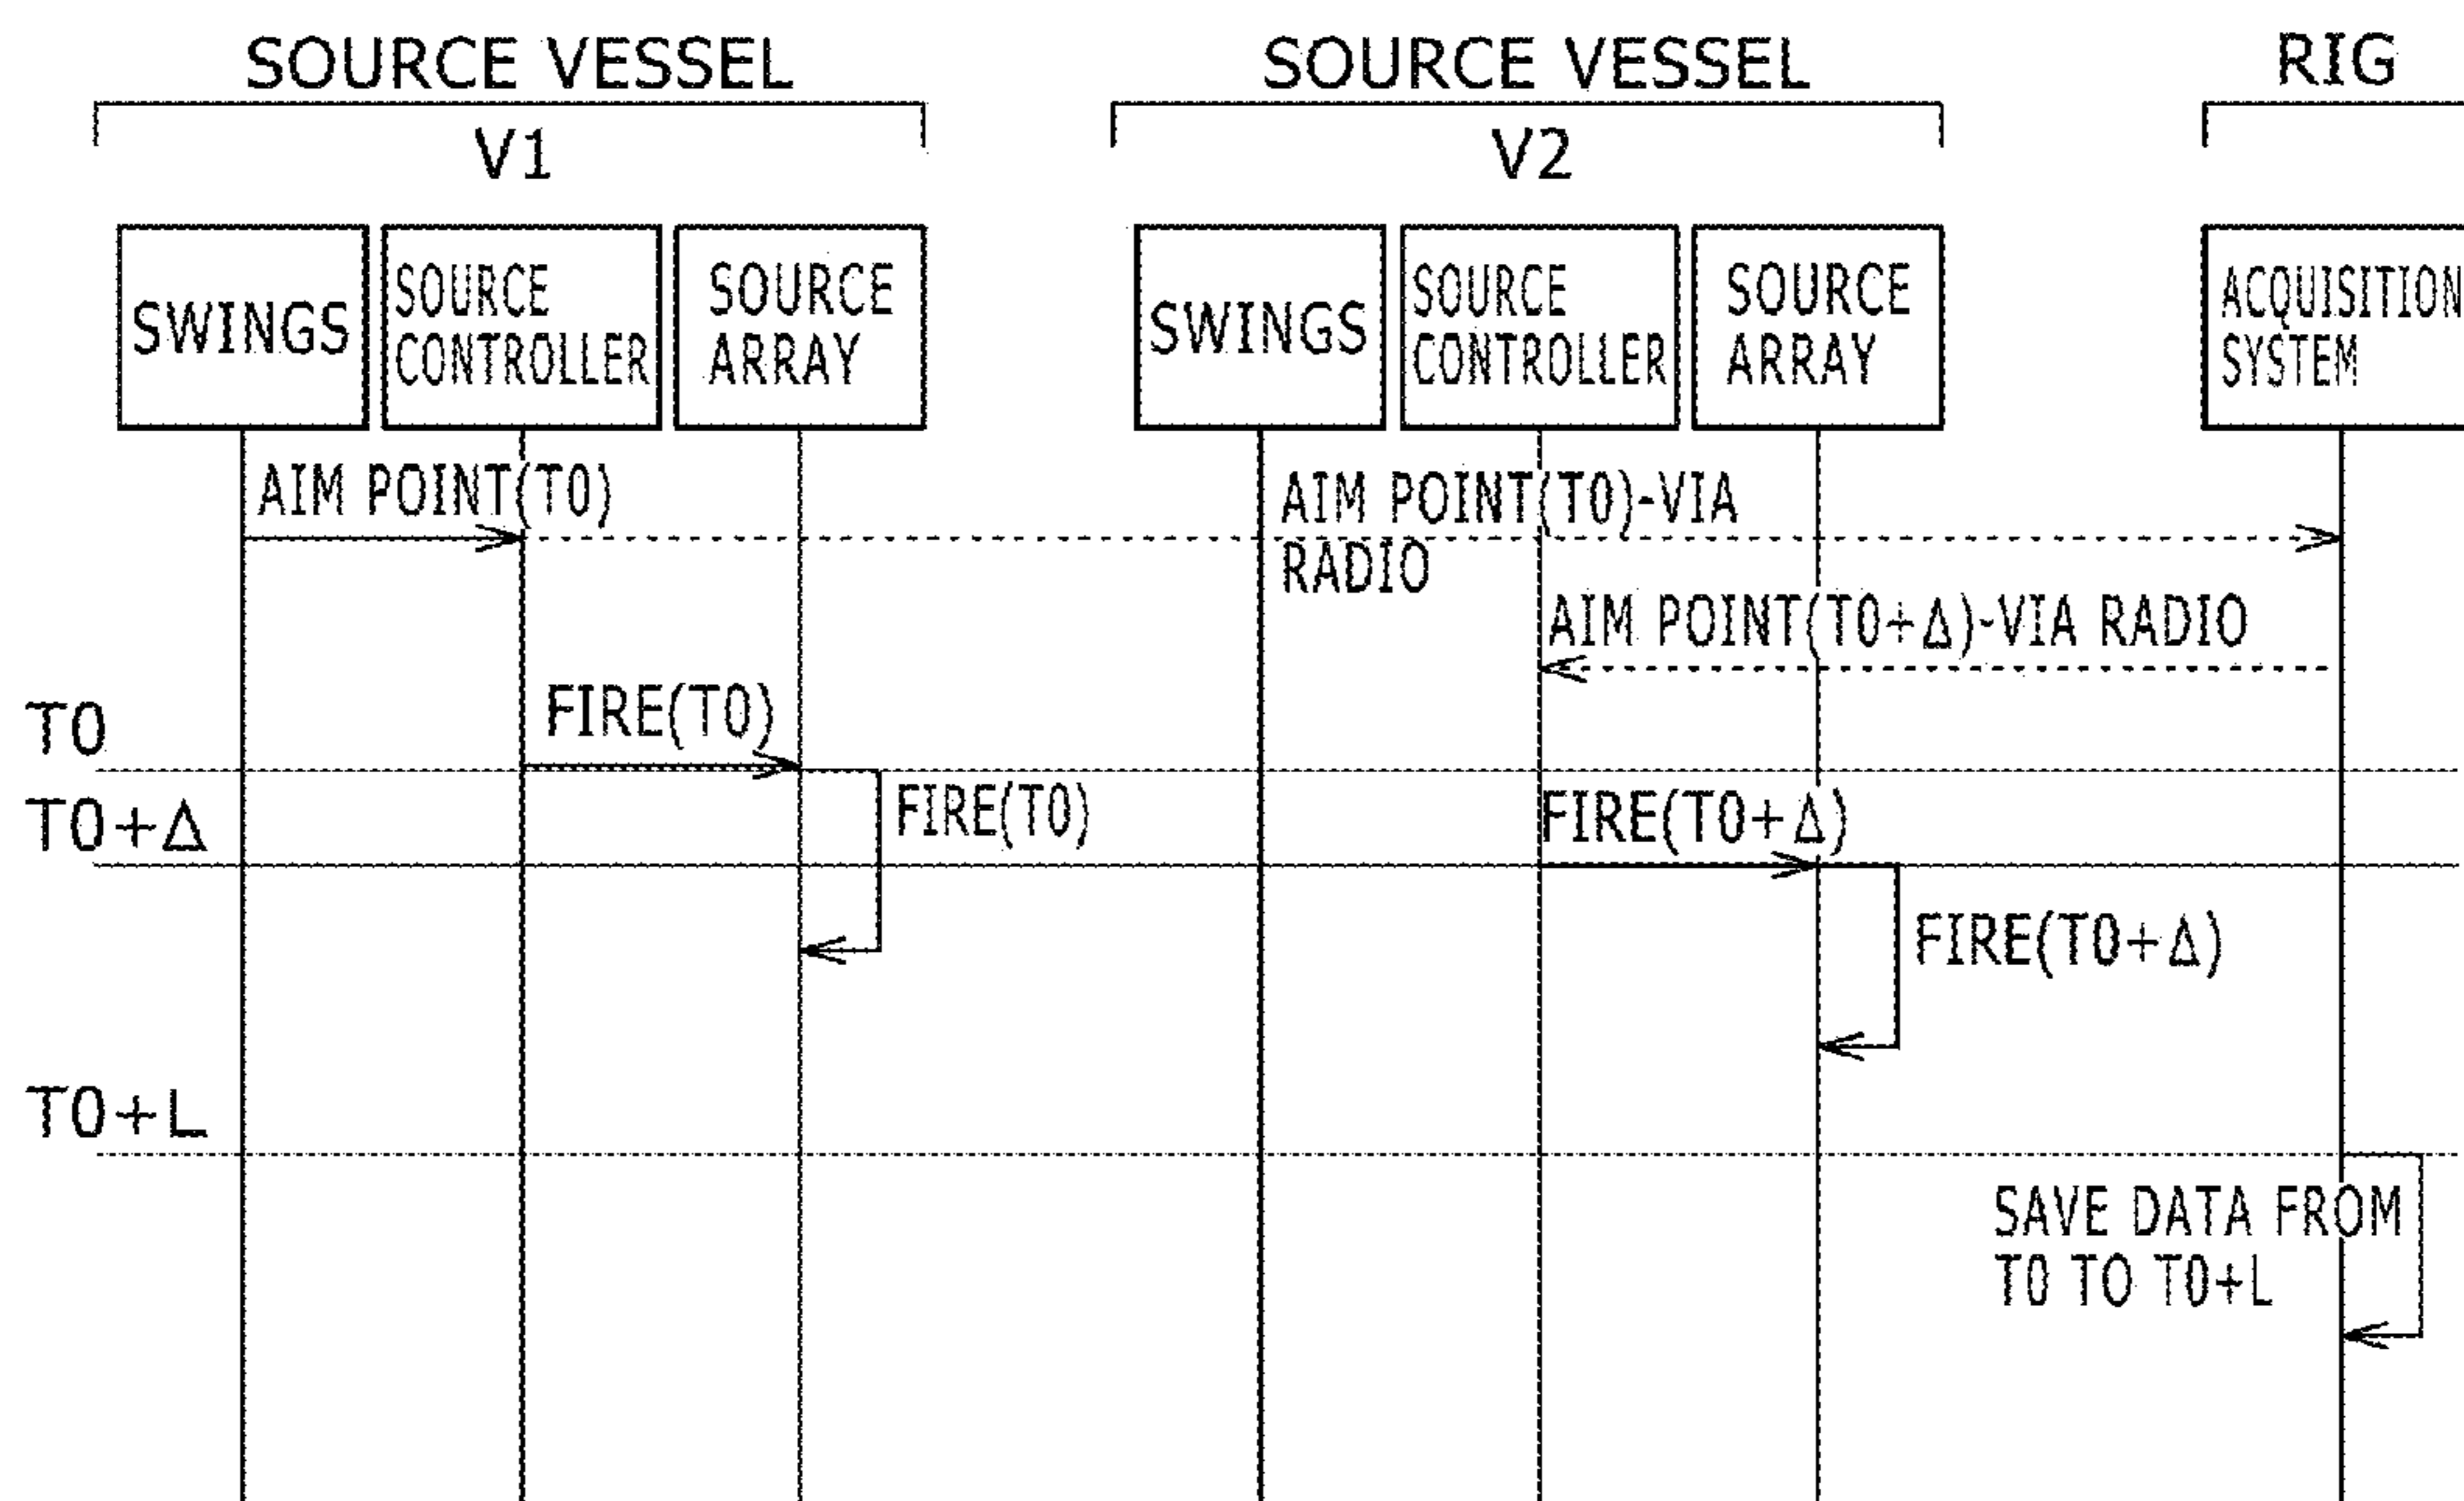 SOURCE VESSEL
V1
SOURCE VESSEL
V2
RIG
SWINGS
SOURCE
CONTROLLER
SOURCE
ARRAY
SWINGS
SOURCE
CONTROLLER
SOURCE
ARRAY
ACQUISITION
SYSTEM
AIM POINT(T0)
AIM POINT(T0)-VIA
RADIO
AIM POINT(T0+Δ)-VIA RADIO
T0
FIRE(T0)
FIRE(T0)
T0+Δ
FIRE(T0+Δ)
FIRE(T0+Δ)
T0+L
SAVE DATA FROM
T0 TO T0+L